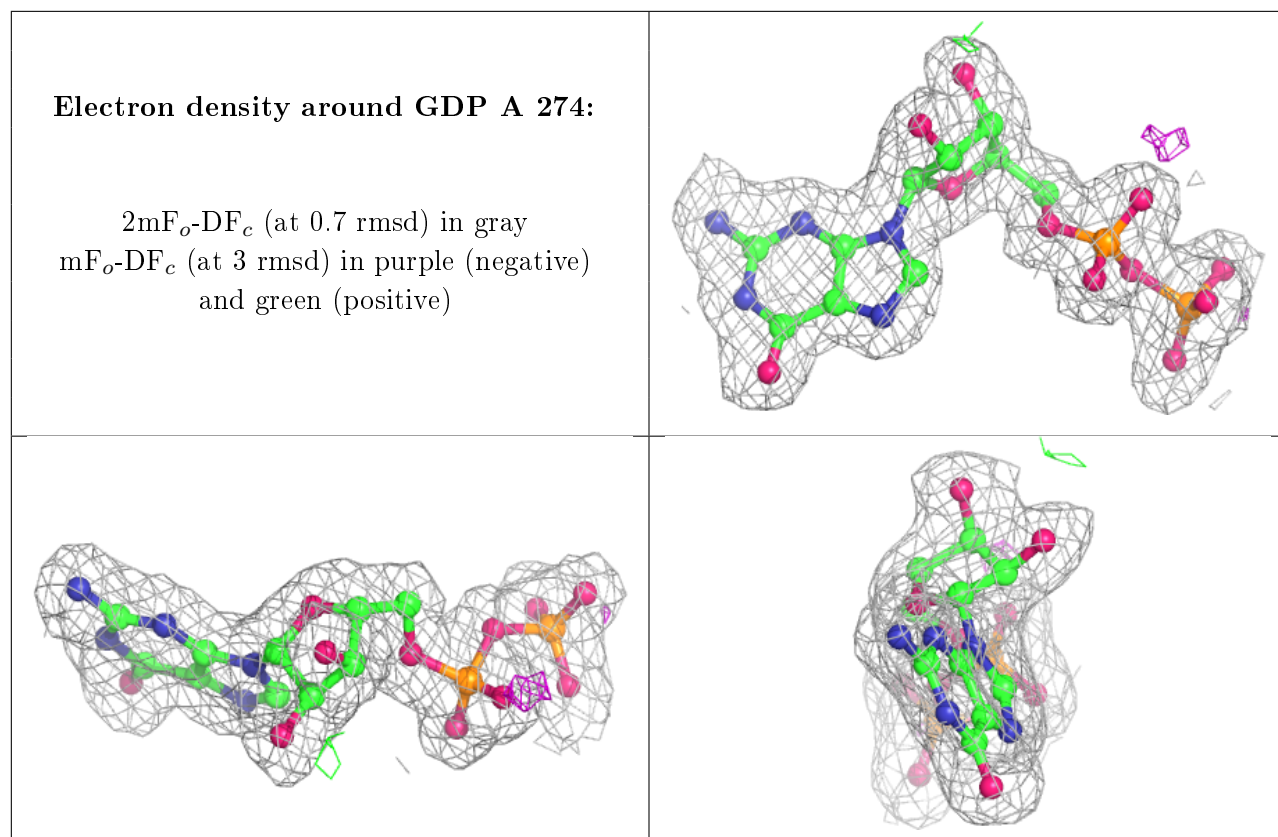 Electron density around GDP A 274:
2mFo-DFc (at 0.7 rmsd) in gray
mFo-DFc (at 3 rmsd) in purple (negative)
and green (positive)